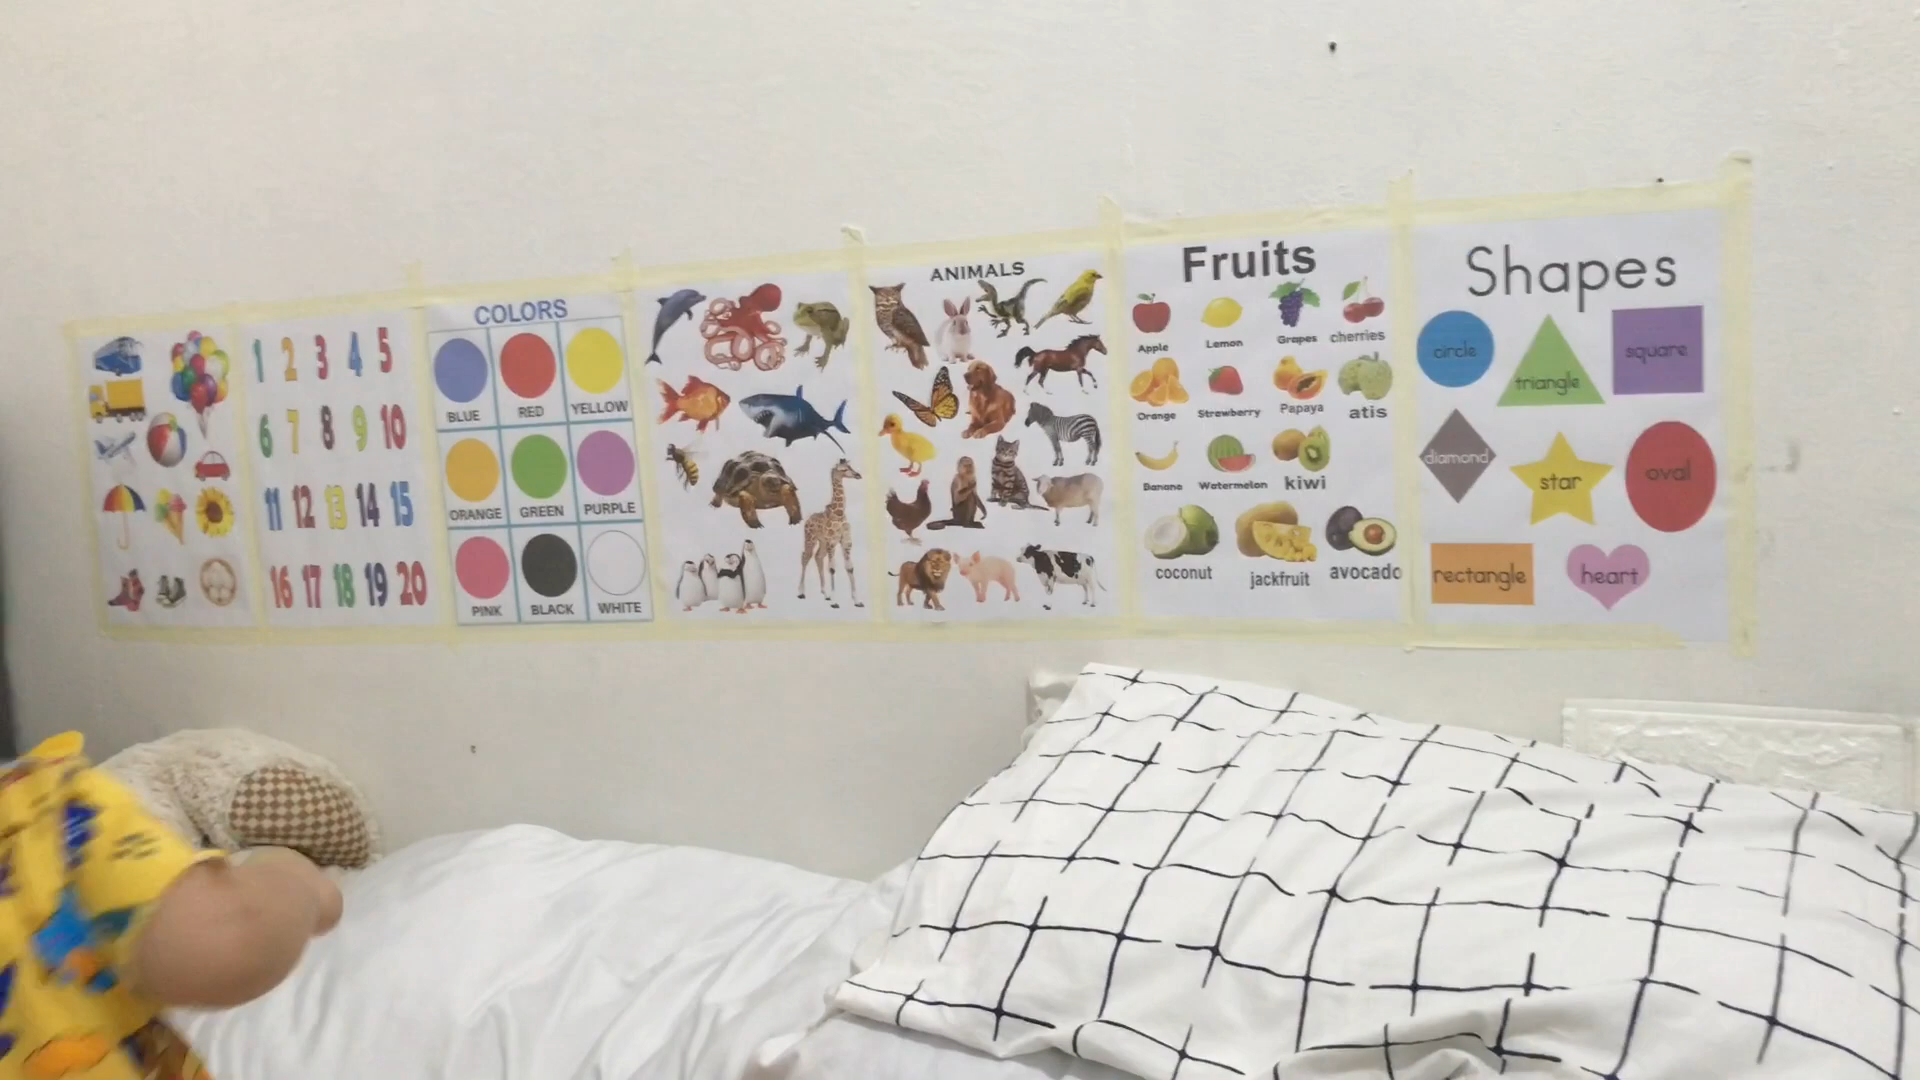 1 2 3 4 5
6 7 8 9 10
11 12 13 14 15
16 17 18 19 20
COLORS
BLUE RED YELLOW
ORANGE GREEN PURPLE
PINK BLACK WHITE
ANIMALS
Fruits
Apple Lemon Grapes cherries
Orange Strewberry Papaya atis
Banana Watermelon kiwi
coconut jackfruit avocado
Shapes
circle triangle square
diamond star oval
rectangle heart